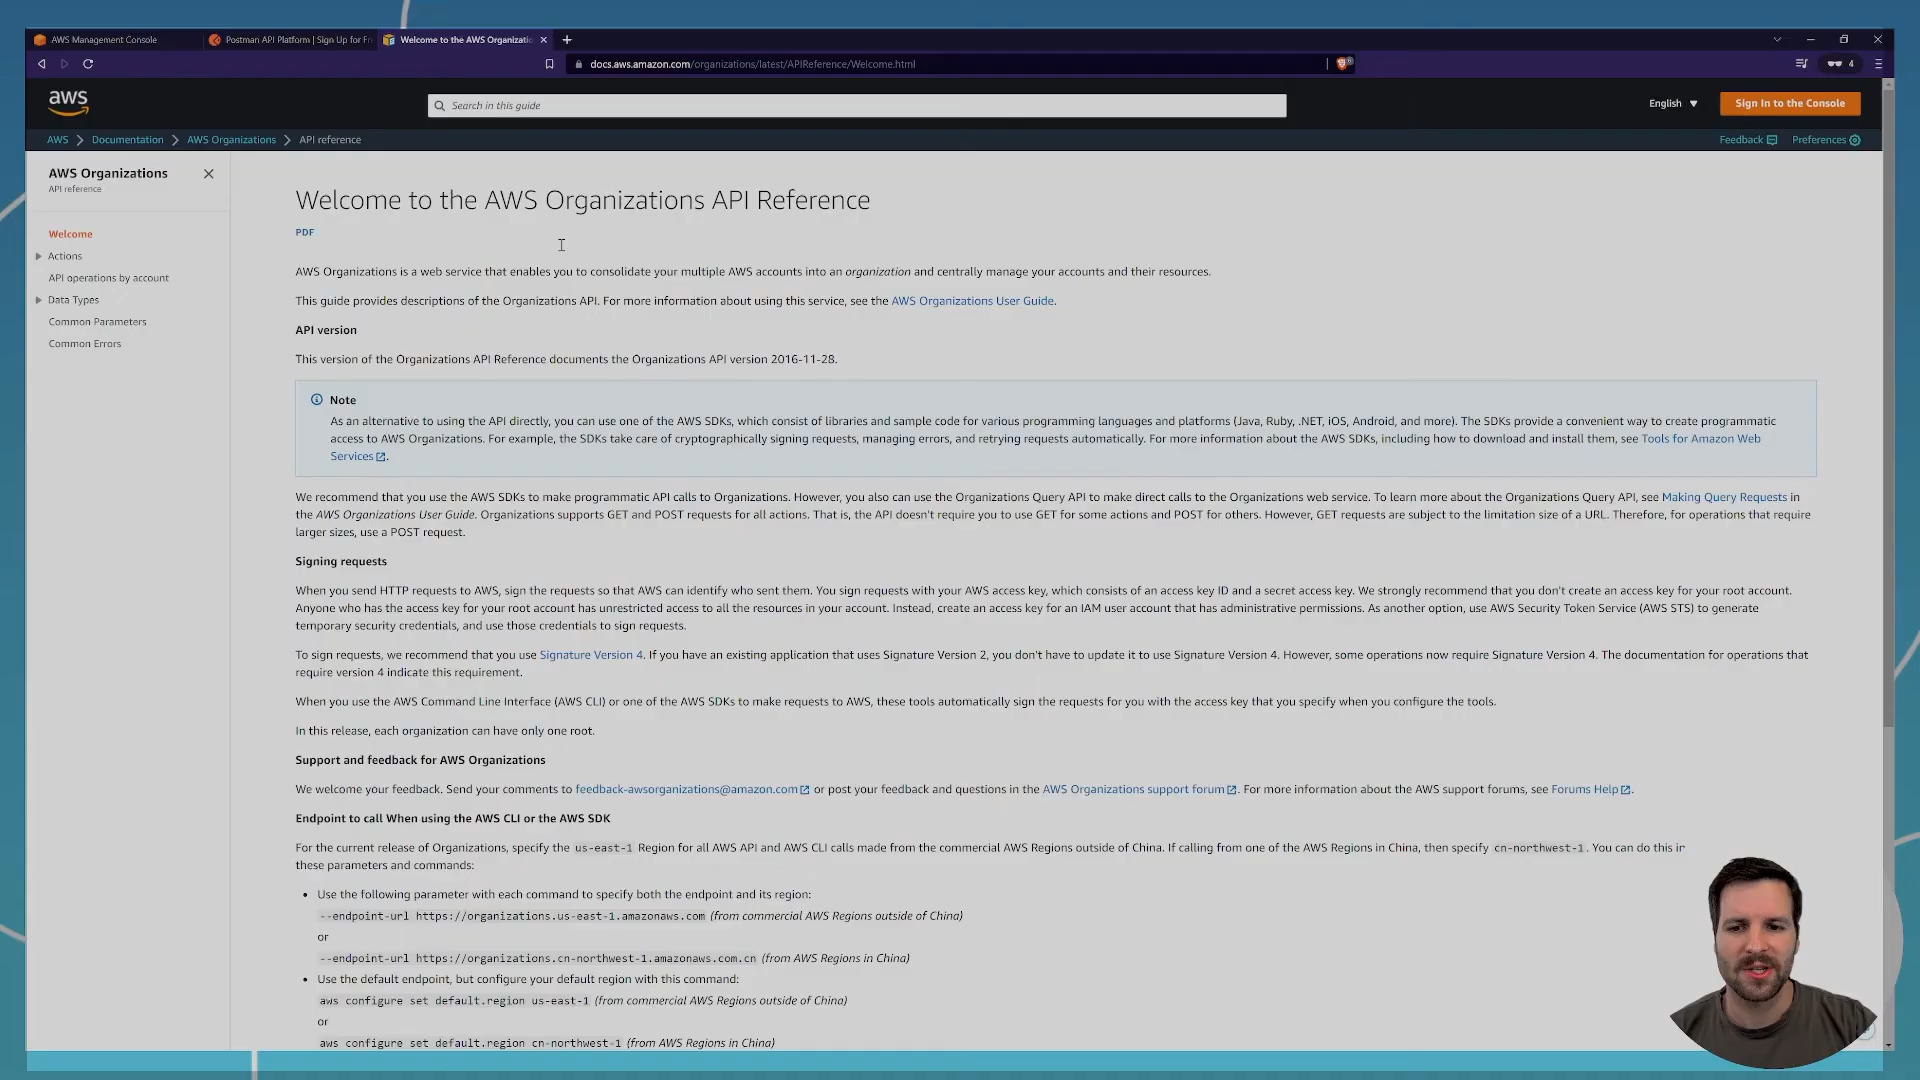 AWS Management Console
Postman API Platform | Sign Up for Fr
Welcome to the AWS Organizatio
docs.aws.amazon.com/organizations/latest/APIReference/Welcome.html
4
aws
Search in this guide
English
Sign In to the Console
AWS
Documentation
AWS Organizations
API reference
Feedback
Preferences
AWS Organizations
API reference
Welcome
Actions
API operations by account
Data Types
Common Parameters
Common Errors
Welcome to the AWS Organizations API Reference
PDF
AWS Organizations is a web service that enables you to consolidate your multiple AWS accounts into an organization and centrally manage your accounts and their resources.
This guide provides descriptions of the Organizations API. For more information about using this service, see the AWS Organizations User Guide.
API version
This version of the Organizations API Reference documents the Organizations API version 2016-11-28.
Note
As an alternative to using the API directly, you can use one of the AWS SDKs, which consist of libraries and sample code for various programming languages and platforms (Java, Ruby, .NET, iOS, Android, and more). The SDKs provide a convenient way to create programmatic
access to AWS Organizations. For example, the SDKs take care of cryptographically signing requests, managing errors, and retrying requests automatically. For more information about the AWS SDKs, including how to download and install them, see Tools for Amazon Web
Services.
We recommend that you use the AWS SDKs to make programmatic API calls to Organizations. However, you also can use the Organizations Query API to make direct calls to the Organizations web service. To learn more about the Organizations Query API, see Making Query Requests in
the AWS Organizations User Guide. Organizations supports GET and POST requests for all actions. That is, the API doesn't require you to use GET for some actions and POST for others. However, GET requests are subject to the limitation size of a URL. Therefore, for operations that require
larger sizes, use a POST request.
Signing requests
When you send HTTP requests to AWS, sign the requests so that AWS can identify who sent them. You sign requests with your AWS access key, which consists of an access key ID and a secret access key. We strongly recommend that you don't create an access key for your root account.
Anyone who has the access key for your root account has unrestricted access to all the resources in your account. Instead, create an access key for an IAM user account that has administrative permissions. As another option, use AWS Security Token Service (AWS STS) to generate
temporary security credentials, and use those credentials to sign requests.
To sign requests, we recommend that you use Signature Version 4. If you have an existing application that uses Signature Version 2, you don't have to update it to use Signature Version 4. However, some operations now require Signature Version 4. The documentation for operations that
require version 4 indicate this requirement.
When you use the AWS Command Line Interface (AWS CLI) or one of the AWS SDKs to make requests to AWS, these tools automatically sign the requests for you with the access key that you specify when you configure the tools.
In this release, each organization can have only one root.
Support and feedback for AWS Organizations
We welcome your feedback. Send your comments to feedback-awsorganizations@amazon.com or post your feedback and questions in the AWS Organizations support forum. For more information about the AWS support forums, see Forums Help.
Endpoint to call When using the AWS CLI or the AWS SDK
For the current release of Organizations, specify the us-east-1 Region for all AWS API and AWS CLI calls made from the commercial AWS Regions outside of China. If calling from one of the AWS Regions in China, then specify cn-northwest-1. You can do this in
these parameters and commands:
• Use the following parameter with each command to specify both the endpoint and its region:
--endpoint-url https://organizations.us-east-1.amazonaws.com (from commercial AWS Regions outside of China)
or
--endpoint-url https://organizations.cn-northwest-1.amazonaws.com.cn (from AWS Regions in China)
• Use the default endpoint, but configure your default region with this command:
aws configure set default.region us-east-1 (from commercial AWS Regions outside of China)
or
aws configure set default.region cn-northwest-1 (from AWS Regions in China)